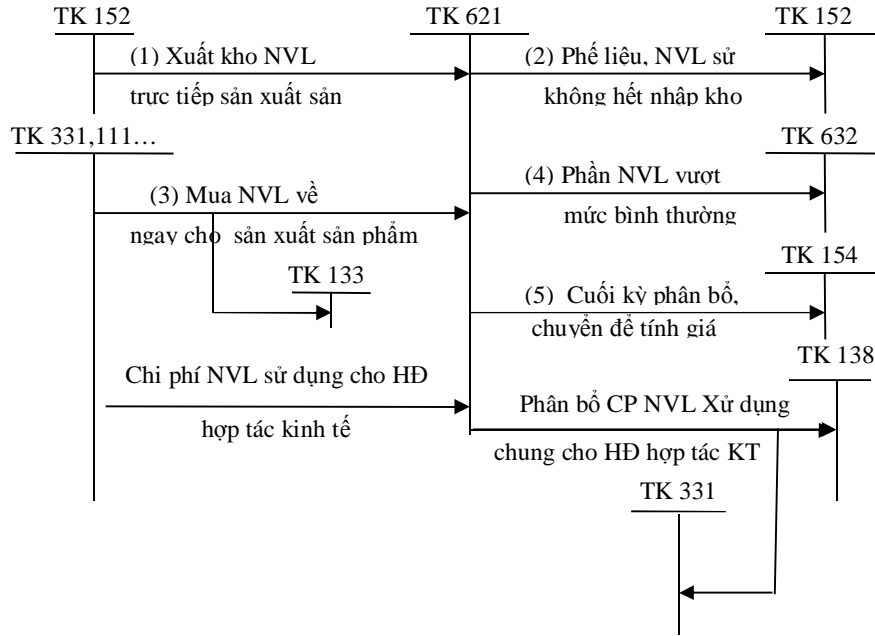 TK 152
TK 621
TK 152
(1) Xuất kho NVL
trực tiếp sản xuất sản
(2) Phế liệu, NVL sử
không hết nhập kho
TK 331,111…
TK 632
(3) Mua NVL về
ngay cho sản xuất sản phẩm
(4) Phần NVL vượt
mức bình thường
TK 133
TK 154
(5) Cuối kỳ phân bổ,
chuyển để tính giá
TK 138
Chi phí NVL sử dụng cho HĐ
hợp tác kinh tế
Phân bổ CP NVL Xử dụng
chung cho HĐ hợp tác KT
TK 331